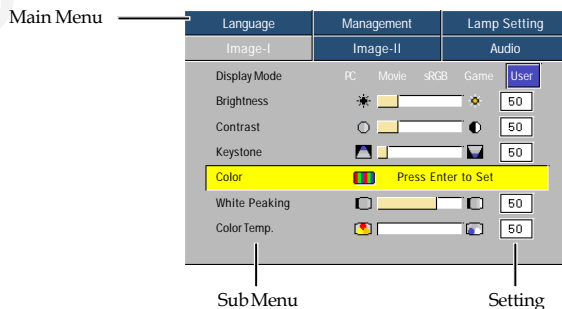 Main Menu
Language Management Lamp Setting
Image-I Image-II Audio
Display Mode PC Movie sRGB Game User
Brightness 50
Contrast 50
Keystone 50
Color Press Enter to Set
White Peaking 50
Color Temp. 50
Sub Menu Setting